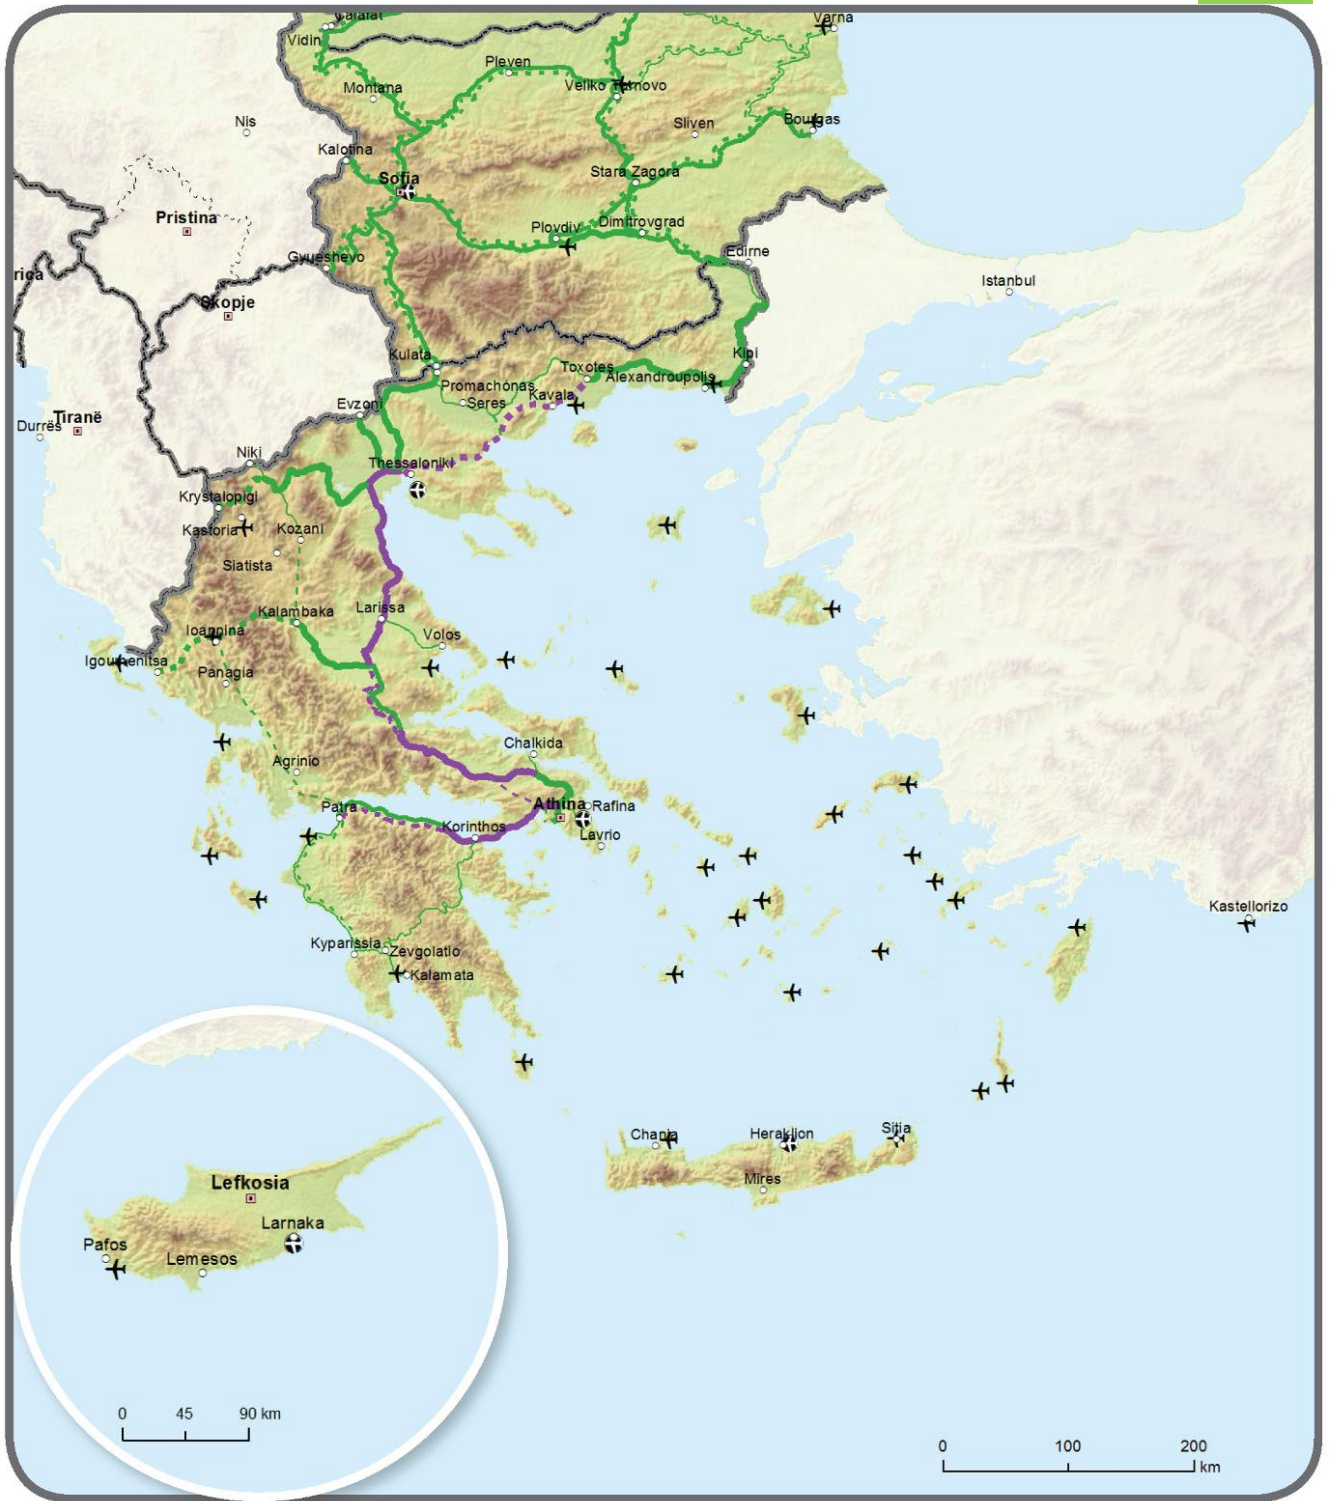 Calafat
Varna
Vidin
Pleven
Montana
Veliko Turnovo
Nis
Sliven
Bourgas
Kalotina
Sofia
Stara Zagora
Pristina
Plovdiv
Dimitrovgrad
Gyueshevo
Edirne
rica
Istanbul
Skopje
Kulata
Kipi
Toxotes
Promachonas
Alexandroupolis
Kavala
Seres
Evzoni
Tiranë
Durrës
Niki
Thessaloniki
Krystalopigi
Kastoria
Kozani
Siatista
Kalambaka
Larissa
Ioannina
Volos
Igoumenitsa
Panagia
Chalkida
Agrinio
Athina
Rafina
Patra
Korinthos
Lavrio
Kastellorizo
Kyparissia
Zevgolatio
Kalamata
Chania
Heraklion
Sitia
Mires
Lefkosia
Larnaka
Pafos
Lemesos
0 45 90 km
0 100 200
km